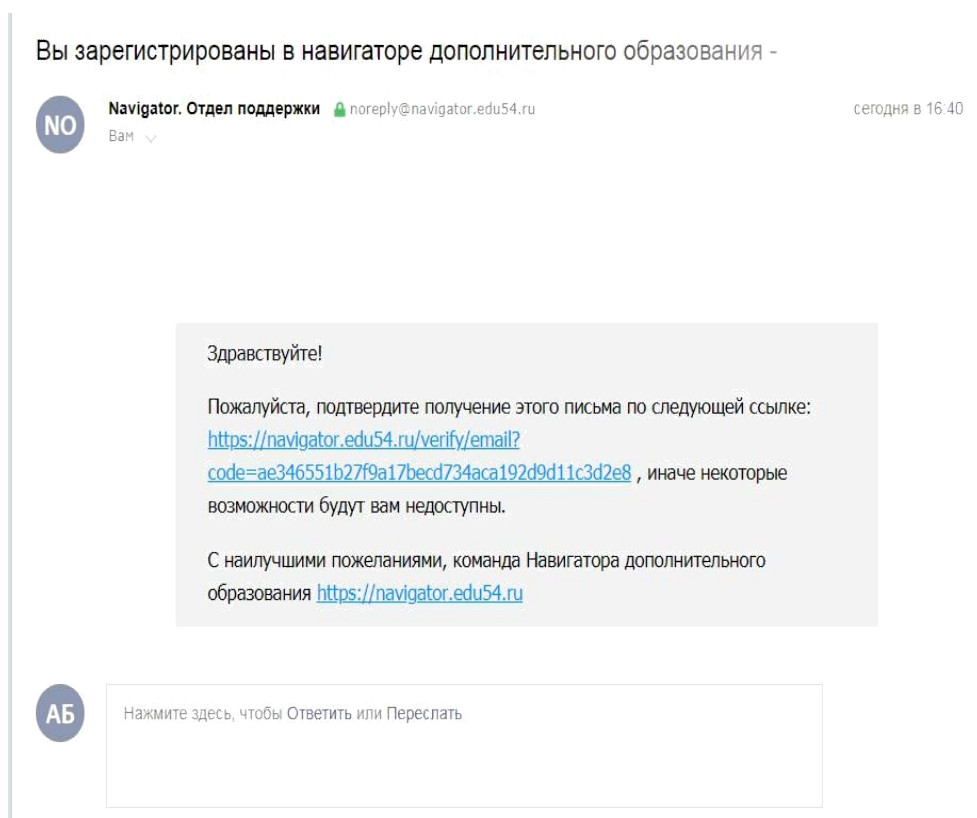 Вы зарегистрированы в навигаторе дополнительного образования -
NO
Navigator. Отдел поддержки noreply@navigator.edu54.ru сегодня в 16:40
Вам
Здравствуйте!
Пожалуйста, подтвердите получение этого письма по следующей ссылке:
https://navigator.edu54.ru/verify/email?
code=ae346551b27f9a17becd734aca192d9d11c3d2e8 , иначе некоторые
возможности будут вам недоступны.
С наилучшими пожеланиями, команда Навигатора дополнительного
образования https://navigator.edu54.ru
АБ
Нажмите здесь, чтобы Ответить или Переслать